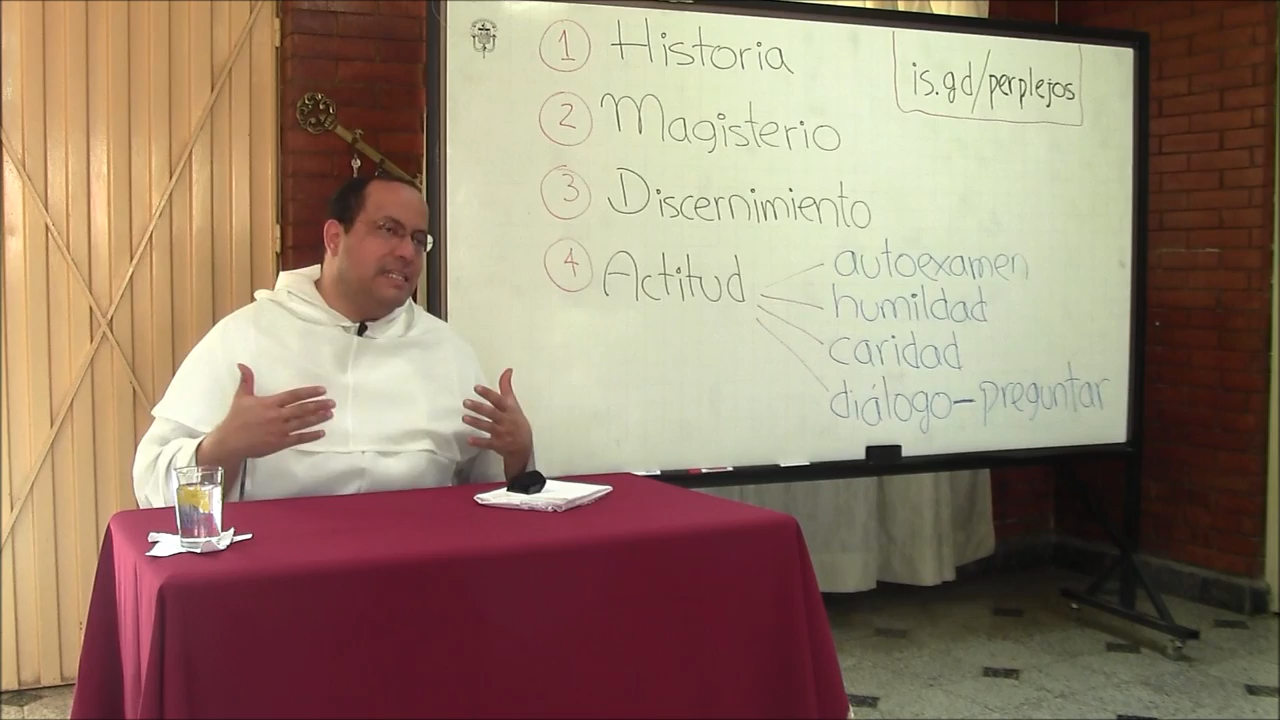 1 Historia
is.gd/perplejos
2 Magisterio
3 Discernimiento
4 Actitud
autoexamen
humildad
caridad
diálogo-preguntar